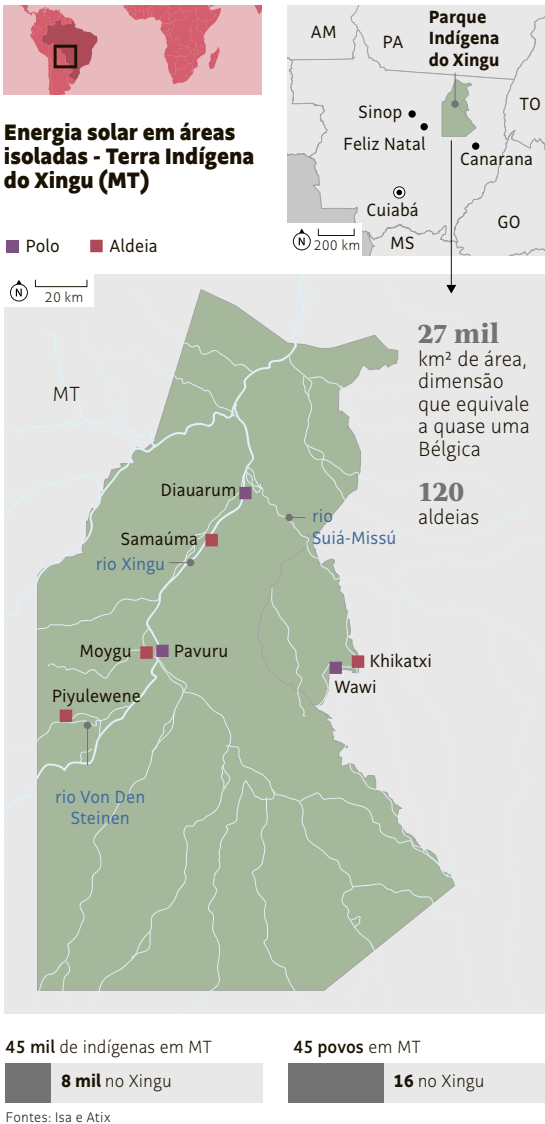 Energia solar em áreas
isoladas - Terra Indígena
do Xingu (MT)
Polo
Aldeia
AM
PA
Parque
Indígena
do Xingu
TO
Sinop
Feliz Natal
Canarana
Cuiabá
GO
MS
N
200 km
N
20 km
MT
27 mil
km² de área,
dimensão
que equivale
a quase uma
Bélgica
120
aldeias
Diauarum
rio
Suiá-Missú
Samaúma
rio Xingu
Moygu
Pavuru
Khikatxi
Wawi
Piyulewene
rio Von Den
Steinen
45 mil de indígenas em MT
8 mil no Xingu
45 povos em MT
16 no Xingu
Fontes: Isa e Atix